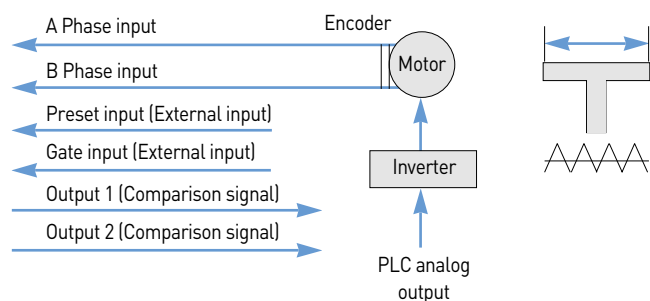 A Phase input
Encoder
B Phase input
Motor
Preset input (External input)
Gate input (External input)
Inverter
Output 1 (Comparison signal)
Output 2 (Comparison signal)
PLC analog
output